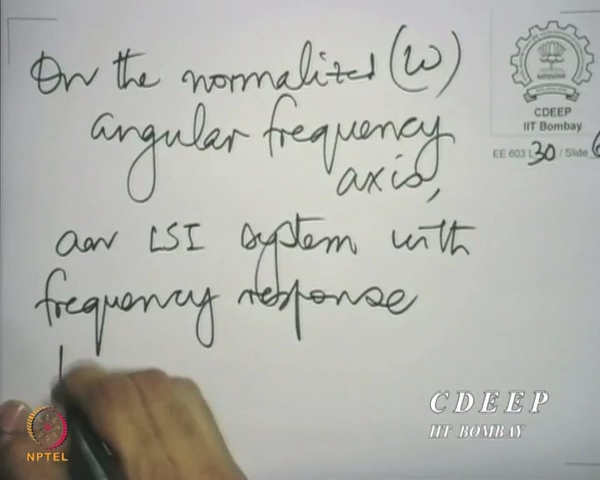 On the normalized (ω)
angular frequency
axis,
an LSI system with
frequency response
CDEEP
IIT Bombay
EE 603 L 30 / Slide 6
CDEEP
IIT BOMBAY
NPTEL